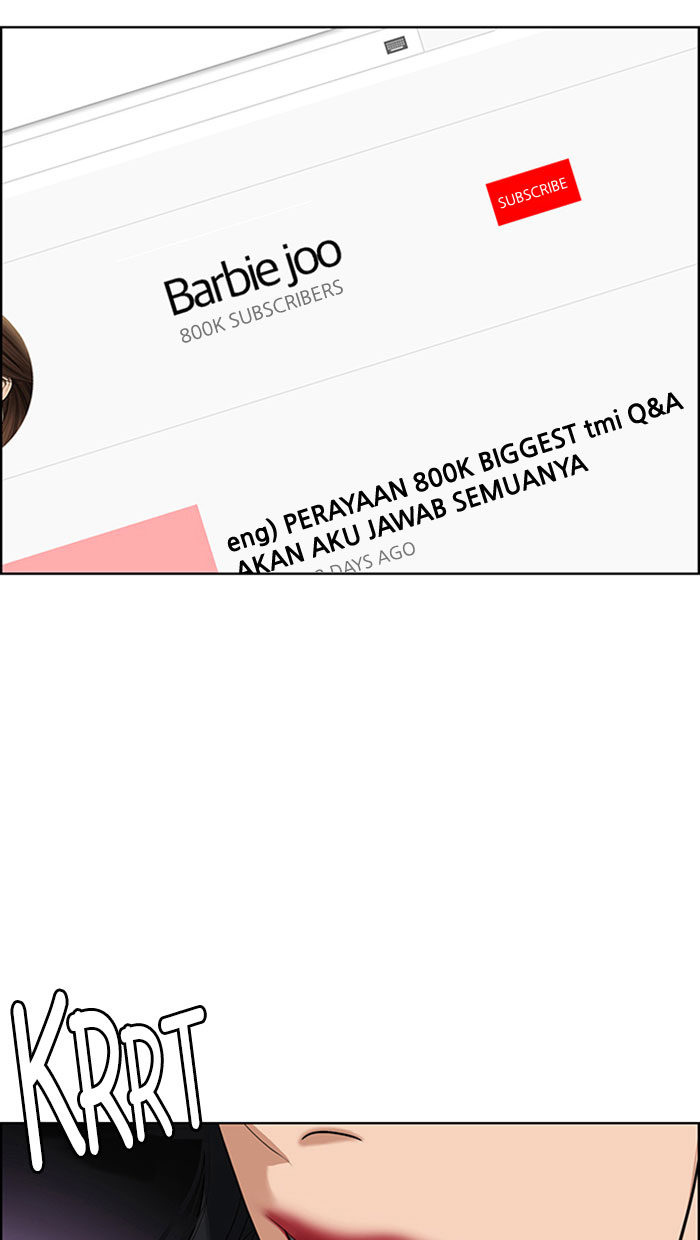 SUBSCRIBE
Barbie joo
800K SUBSCRIBERS
eng) PERAYAAN 800K BIGGEST tmi Q&A
AKAN AKU JAWAB SEMUANYA
DAYS AGO
KRRT